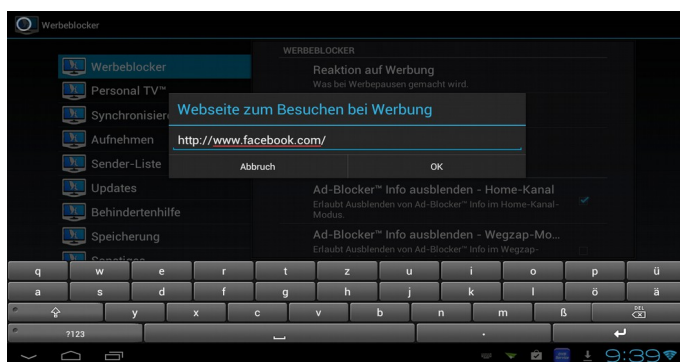 Werbeblocker
WERBEBLOCKER
Werbeblocker
Reaktion auf Werbung
Was bei Werbepausen gemacht wird.
Personal TV™
Synchronisier
Webseite zum Besuchen bei Werbung
Aufnehmen
http://www.facebook.com/
Sender-Liste
Abbruch
OK
Updates
Ad-Blocker™ Info ausblenden - Home-Kanal
Erlaubt Ausblenden von Ad-Blocker™ Info im Home-Kanal-
Modus.
Behindertenhilfe
Speicherung
Ad-Blocker™ Info ausblenden - Wegzap-Mo...
Erlaubt Ausblenden von Ad-Blocker™ Info im Wegzap-
Sonstiges
q w e r t z u i o p ü
a s d f g h j k l ö ä
y x c v b n m ß DEL
?123 .
9:39